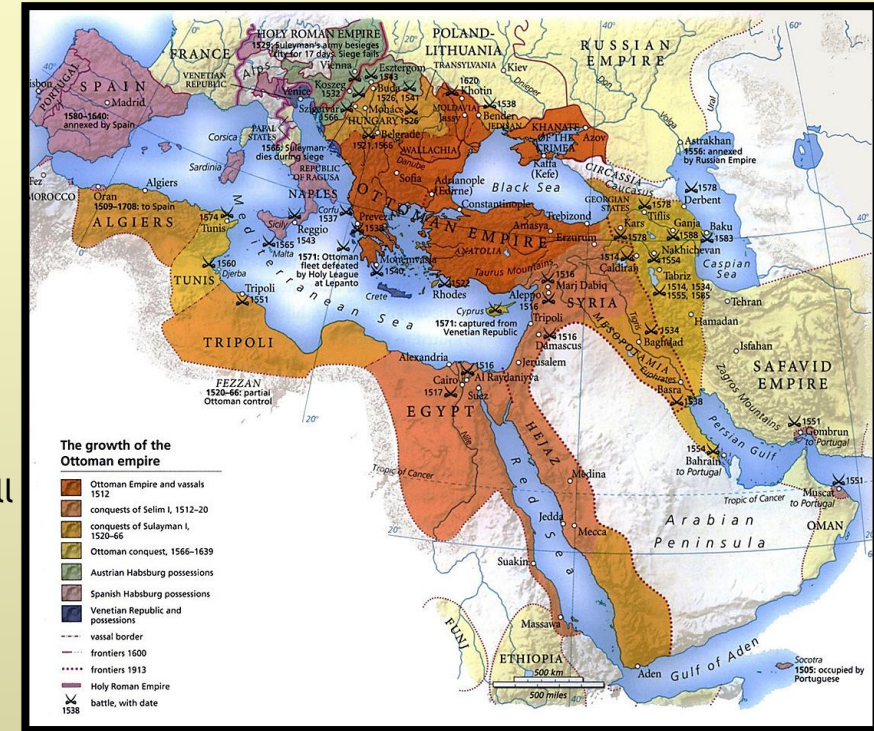 HOLY ROMAN EMPIRE
1529: Suleyman's army besieges
city for 17 days. Siege fails
POLAND-
LITHUANIA
RUSSIAN
EMPIRE
FRANCE
Alps
VENETIAN
REPUBLIC
Venice
Vienna
Koszeg
1532
Esztergom
1543
Buda
1526, 1541
Szigetvar
1566
Mohács
HUNGARY 1526
TRANSYLVANIA
Kiev
1620
Khotin
1538
Bender
MOLDAVIA
Jassy
JEDISAN
Dnieper
Don
Volga
Ural
KHANATE
OF THE
CRIMEA
Azov
Kaffa
(Kefe)
Astrakhan
1556: annexed
by Russian Empire
PORTUGAL
SPAIN
Madrid
1580–1640:
annexed by Spain
Corsica
PAPAL
STATES
1566: Suleyman
dies during siege
Belgrade
1521, 1566
WALLACHIA
Danube
REPUBLIC
OF RAGUSA
Sardinia
NAPLES
Sofia
Adrianople
(Edirne)
Black Sea
CIRCASSIA
Caucasus
GEORGIAN
STATES
1578
Tiflis
1578
Derbent
Fez
MOROCCO
Oran
1509–1708: to Spain
Algiers
ALGIERS
1574
Tunis
Sicily
Reggio
1543
Corfu
1537
Preveza
1538
Constantinople
OTTOMAN EMPIRE
ANATOLIA
Amasya
Trebizond
Erzurum
Kars
1578
Ganja
1588
Baku
1583
Nakhichevan
1554
1514
Caldiran
Caspian
Sea
Tabriz
1514, 1534,
1555, 1585
1565
Malta
1560
Djerba
TUNIS
Tripoli
1551
1571: Ottoman
fleet defeated
by Holy League
at Lepanto
Monemvasia
1540
Crete
1522
Rhodes
Taurus Mountains
1516
Marj Dabiq
Aleppo
1516
SYRIA
Cyprus
1571: captured from
Venetian Republic
Tripoli
1516
Damascus
Jerusalem
MESOPOTAMIA
Tigris
1534
Baghdad
Euphrates
Basra
1538
Tehran
Hamadan
Isfahan
SAFAVID
EMPIRE
Zagros Mountains
Mediterranean Sea
TRIPOLI
FEZZAN
1520–66: partial
Ottoman control
Alexandria
1516
Al Raydaniyya
Cairo
1517
Suez
EGYPT
Nile
HEJAZ
Red Sea
Medina
Jedda
Mecca
Suakin
Massawa
Persian Gulf
1551
Gombrun
to Portugal
1554
Bahrain
to Portugal
1551
Muscat
to Portugal
OMAN
Tropic of Cancer
Tropic of Cancer
Arabian
Peninsula
FUNJ
ETHIOPIA
Aden
Gulf of Aden
Socotra
1505: occupied by
Portuguese
500 km
500 miles
The growth of the
Ottoman empire
Ottoman Empire and vassals
1512
conquests of Selim I, 1512–20
conquests of Sulayman I,
1520–66
Ottoman conquest, 1566–1639
Austrian Habsburg possessions
Spanish Habsburg possessions
Venetian Republic and
possessions
vassal border
frontiers 1600
frontiers 1913
Holy Roman Empire
battle, with date
1538